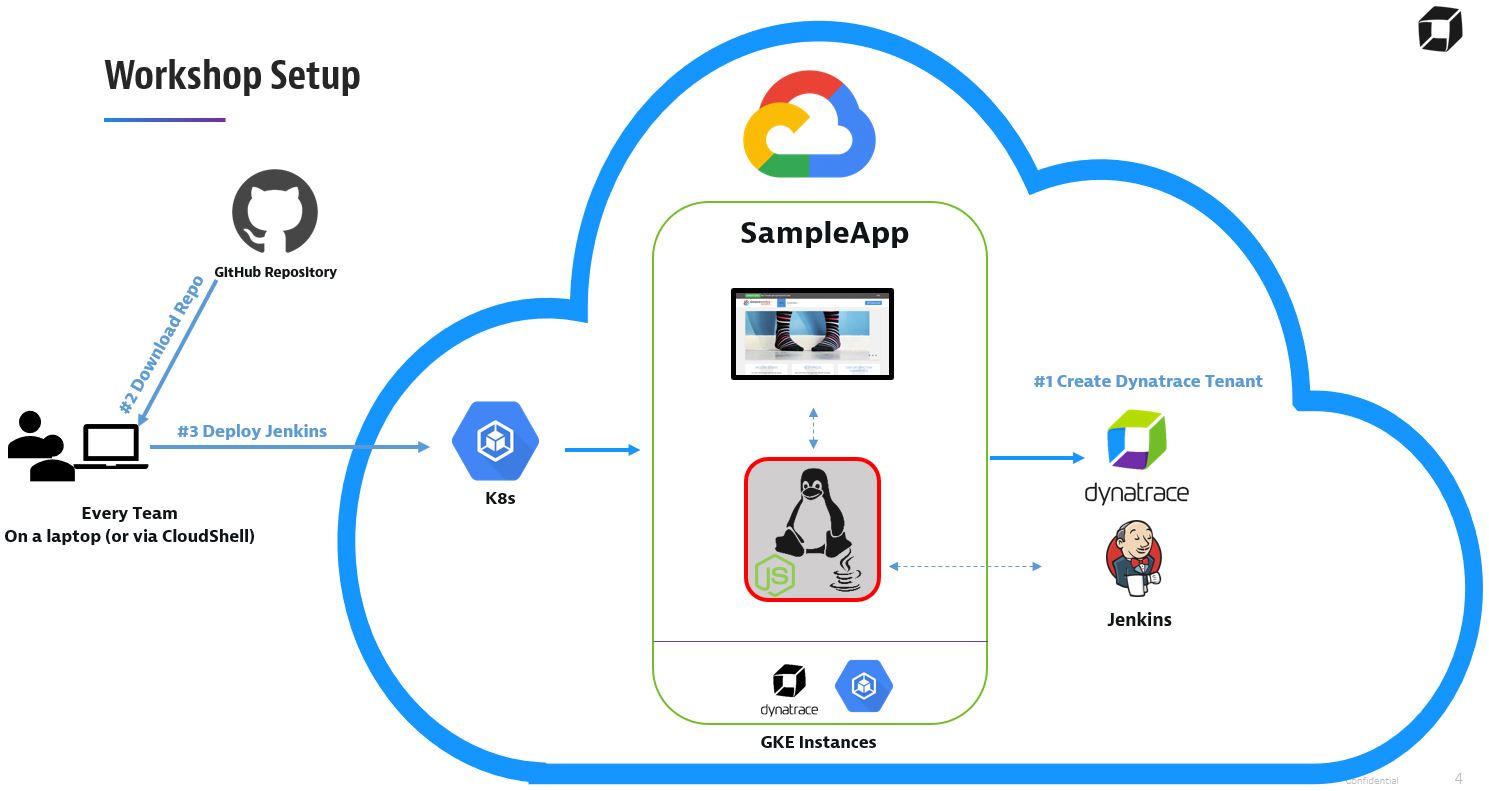 Workshop Setup
GitHub Repository
#2 Download Repo
#3 Deploy Jenkins
Every Team
On a laptop (or via CloudShell)
K8s
SampleApp
JS
dynatrace
GKE Instances
#1 Create Dynatrace Tenant
dynatrace
Jenkins
Confidential
4